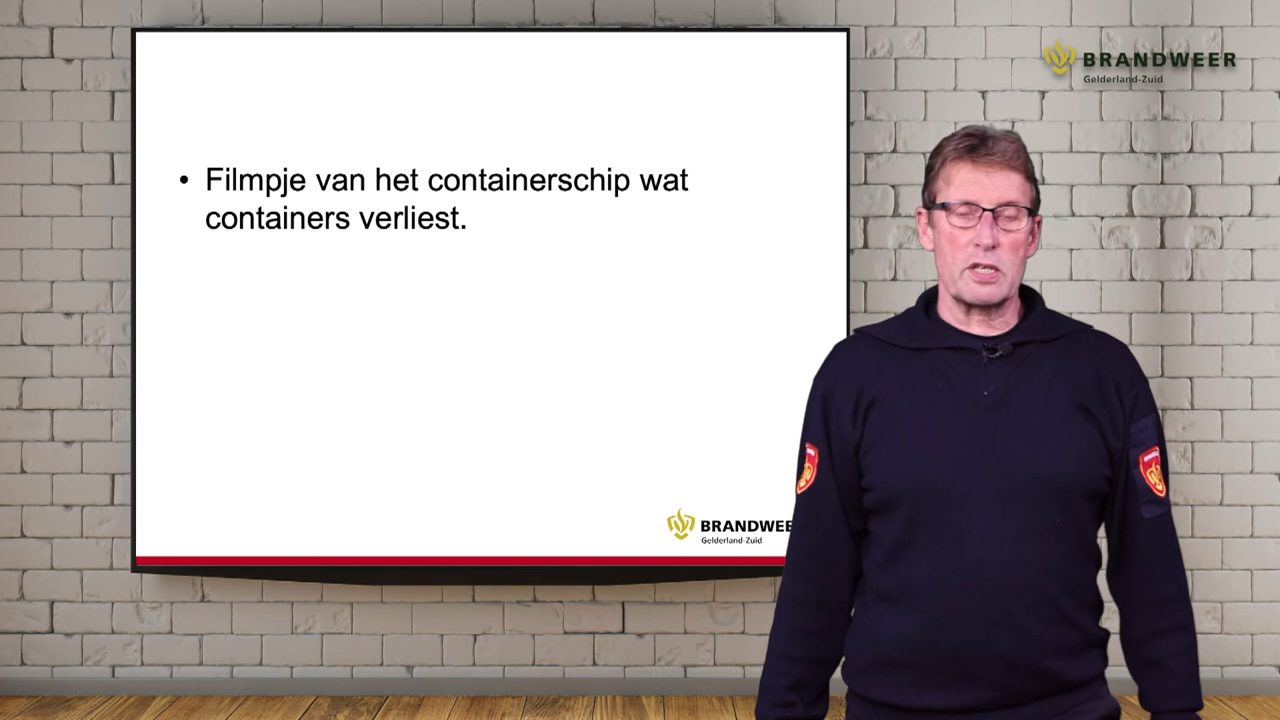 BRANDWEER
Gelderland-Zuid
• Filmpje van het containerschip wat
containers verliest.
BRANDWEE
Gelderland-Zuid